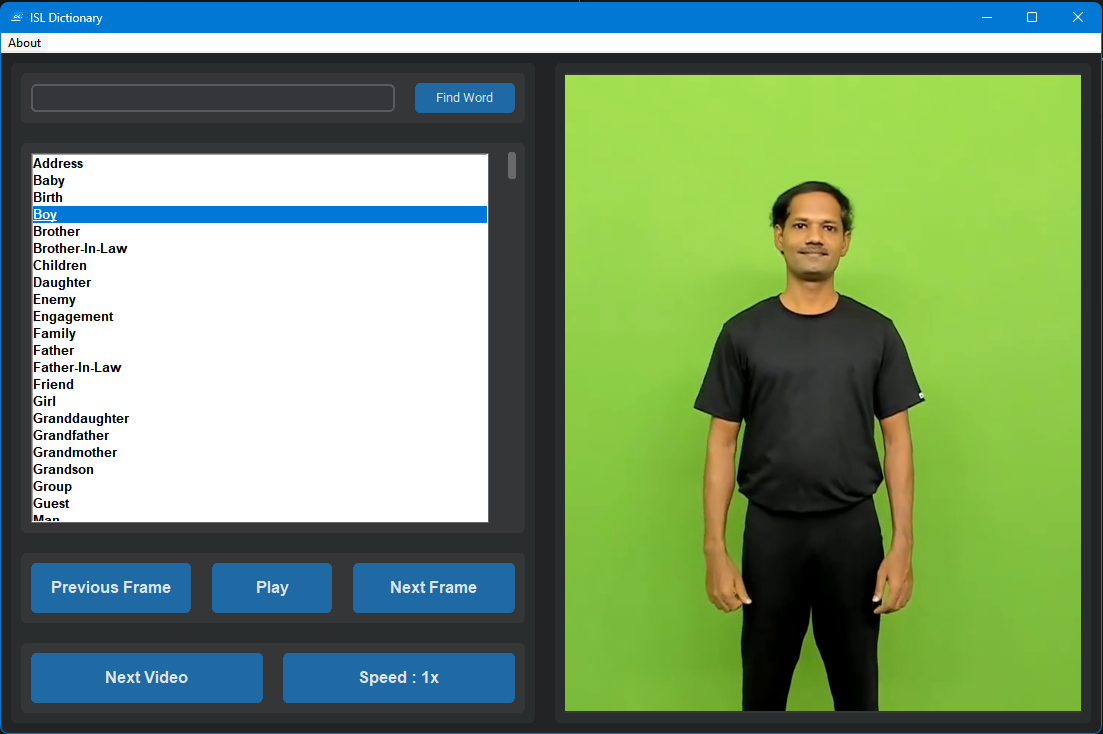 ISL Dictionary
About
Find Word
Address
Baby
Birth
Boy
Brother
Brother-In-Law
Children
Daughter
Enemy
Engagement
Family
Father
Father-In-Law
Friend
Girl
Granddaughter
Grandfather
Grandmother
Grandson
Group
Guest
Man
Previous Frame
Play
Next Frame
Next Video
Speed : 1x